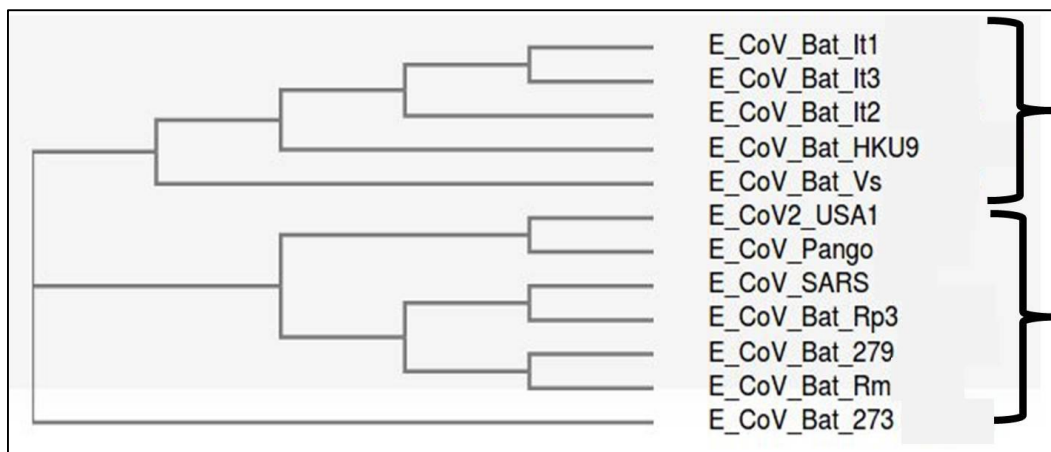 E_CoV_Bat_It1
E_CoV_Bat_It3
E_CoV_Bat_It2
E_CoV_Bat_HKU9
E_CoV_Bat_Vs
E_CoV2_USA1
E_CoV_Pango
E_CoV_SARS
E_CoV_Bat_Rp3
E_CoV_Bat_279
E_CoV_Bat_Rm
E_CoV_Bat_273